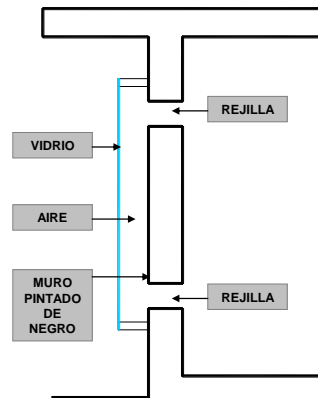 REJILLA
VIDRIO
AIRE
MURO
PINTADO
DE
NEGRO
REJILLA